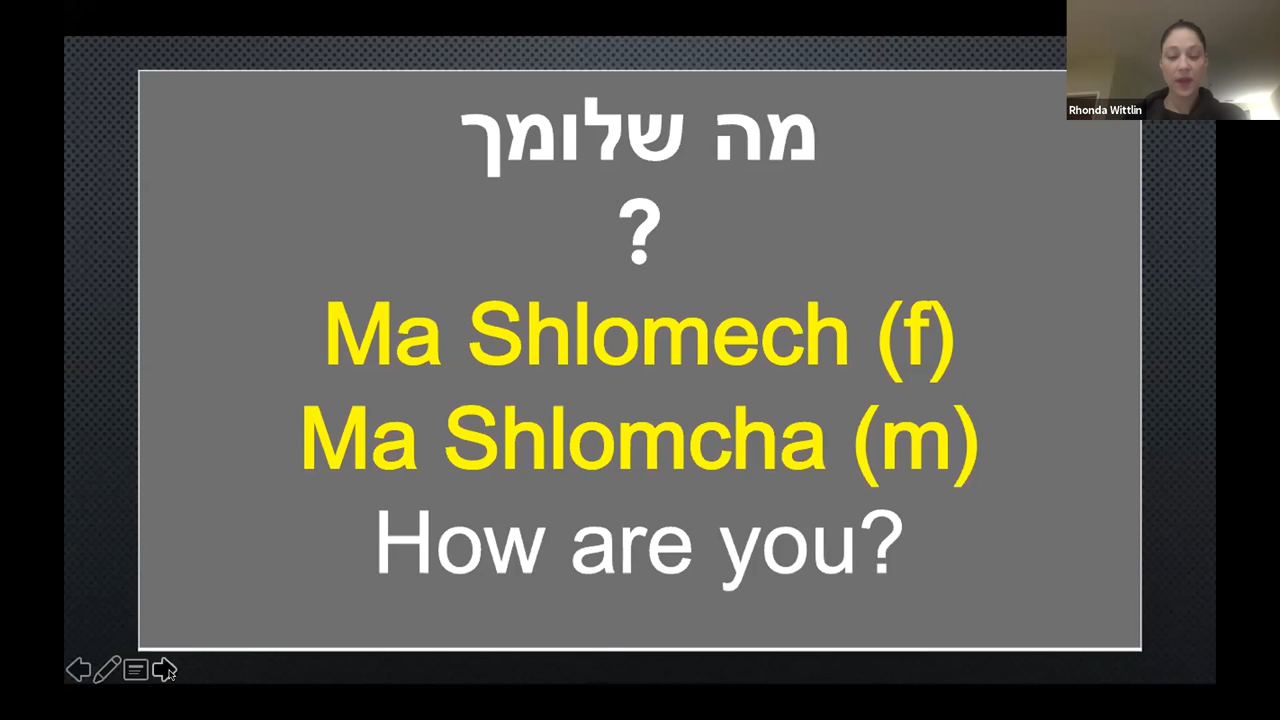 מה שלומך
?
Ma Shlomech (f)
Ma Shlomcha (m)
How are you?
Rhonda Wittlin